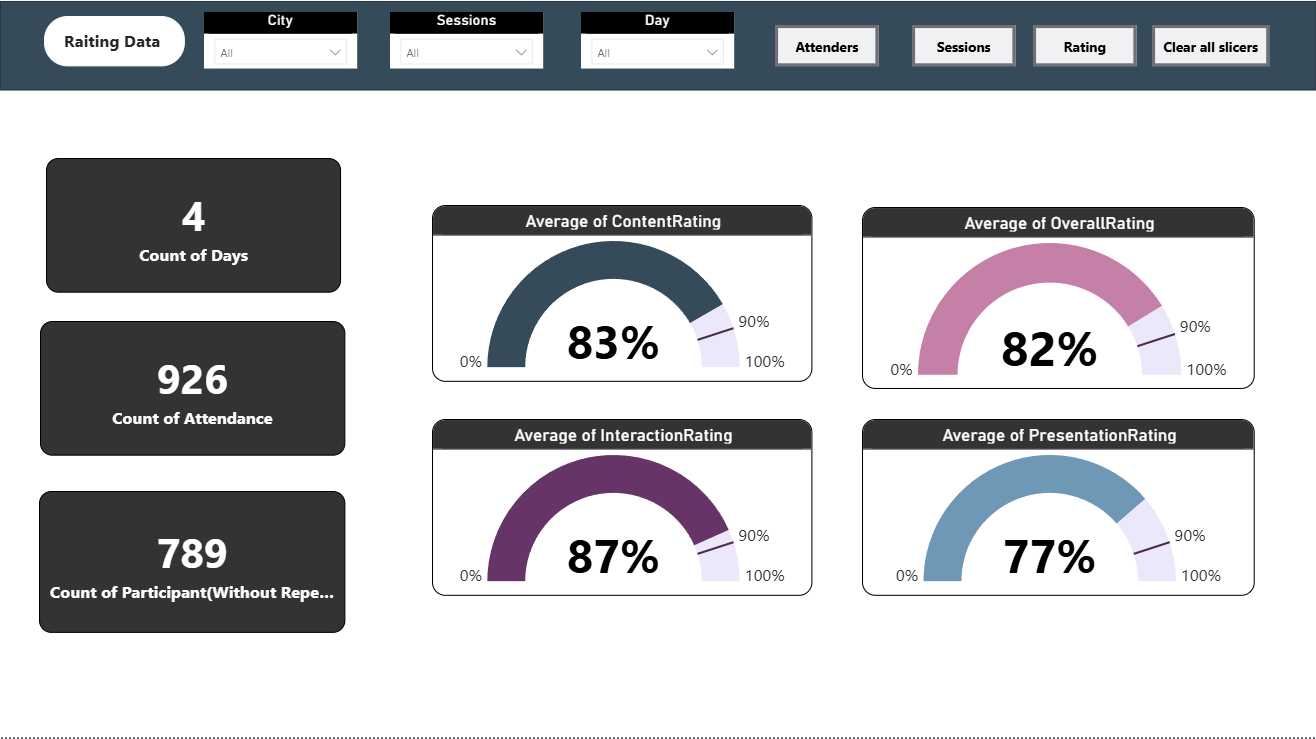 Raiting Data
City
All
Sessions
All
Day
All
Attenders
Sessions
Rating
Clear all slicers
4
Count of Days
926
Count of Attendance
789
Count of Participant(Without Repe...
Average of ContentRating
83%
0%
90%
100%
Average of OverallRating
82%
0%
90%
100%
Average of InteractionRating
87%
0%
90%
100%
Average of PresentationRating
77%
0%
90%
100%